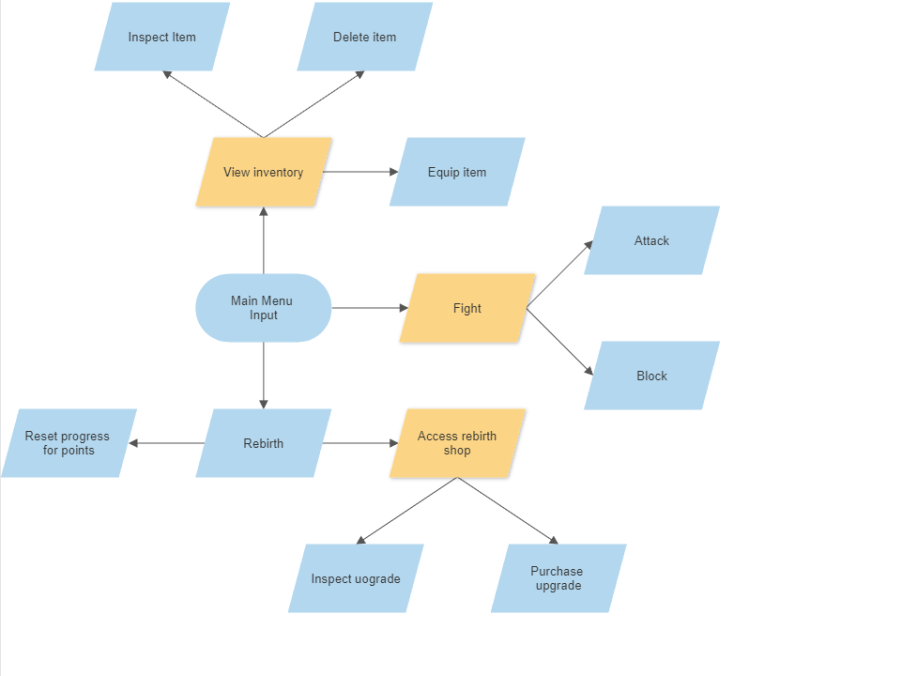 Inspect Item
Delete item
View inventory
Equip item
Attack
Main Menu
Input
Fight
Block
Reset progress
for points
Rebirth
Access rebirth
shop
Inspect uograde
Purchase
upgrade